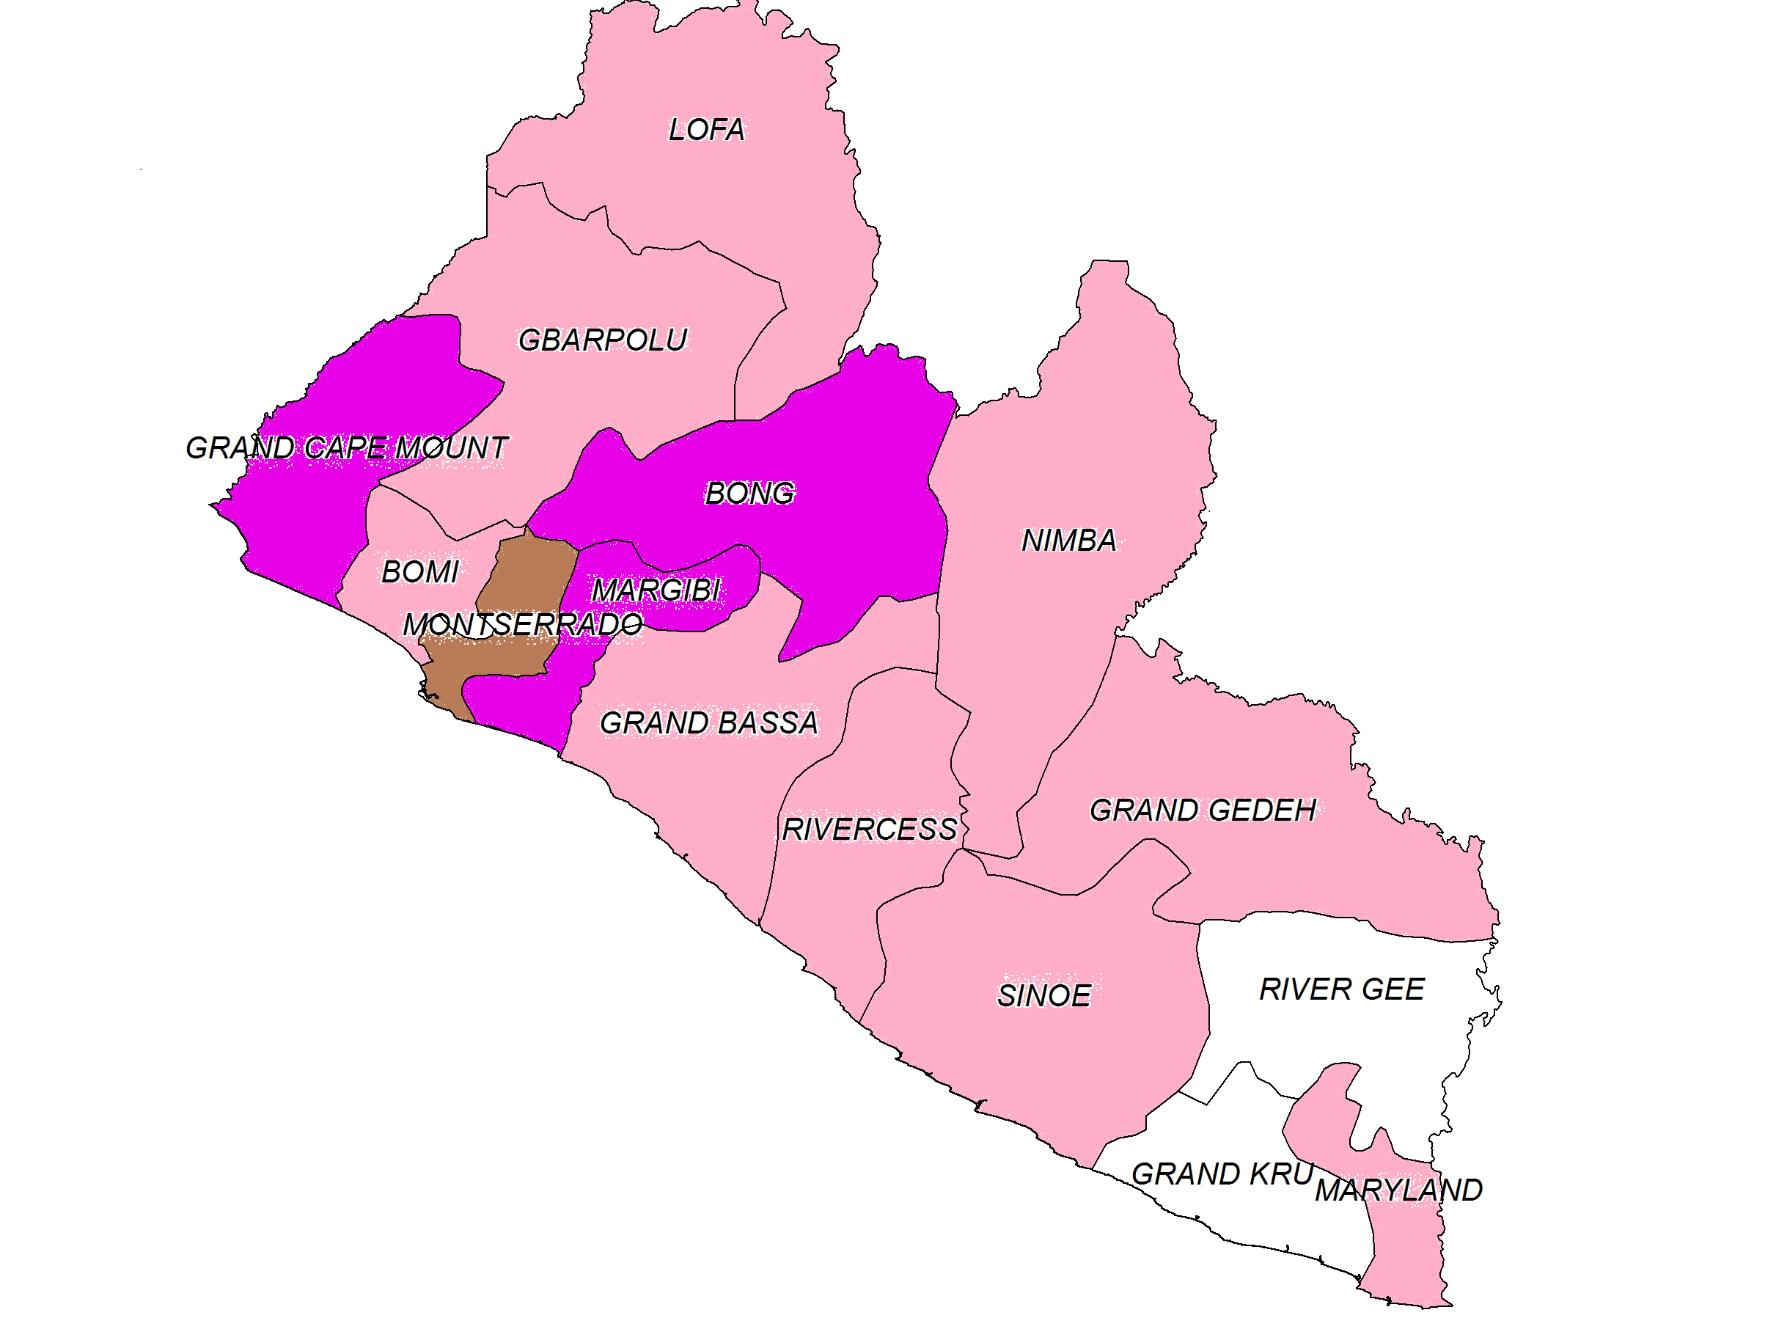 LOFA
GBARPOLU
GRAND CAPE MOUNT
BONG
NIMBA
BOMI
MARGIBI
MONTSERRADO
GRAND BASSA
GRAND GEDEH
RIVERCESS
RIVER GEE
SINOE
GRAND KRU
MARYLAND